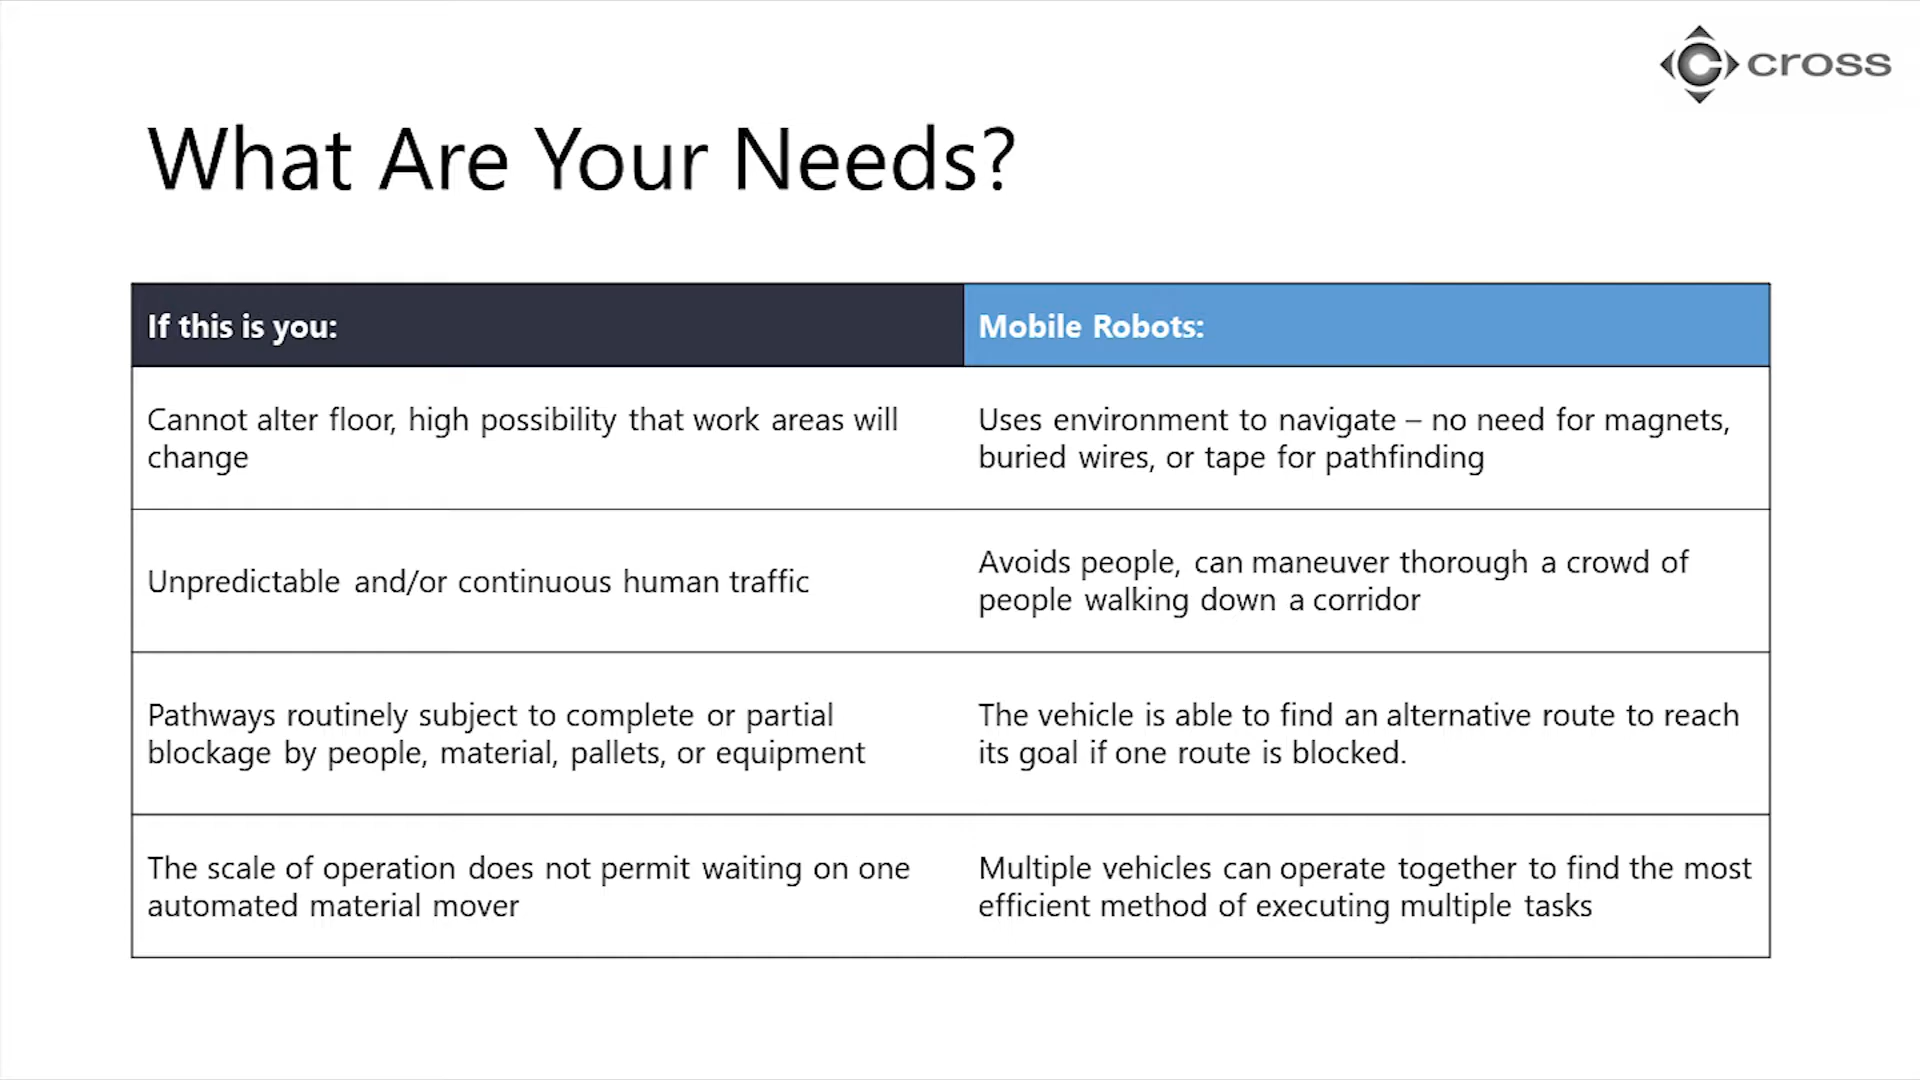 cross
What Are Your Needs?
If this is you:
Mobile Robots:
Cannot alter floor, high possibility that work areas will
change
Uses environment to navigate – no need for magnets,
buried wires, or tape for pathfinding
Unpredictable and/or continuous human traffic
Avoids people, can maneuver thorough a crowd of
people walking down a corridor
Pathways routinely subject to complete or partial
blockage by people, material, pallets, or equipment
The vehicle is able to find an alternative route to reach
its goal if one route is blocked.
The scale of operation does not permit waiting on one
automated material mover
Multiple vehicles can operate together to find the most
efficient method of executing multiple tasks